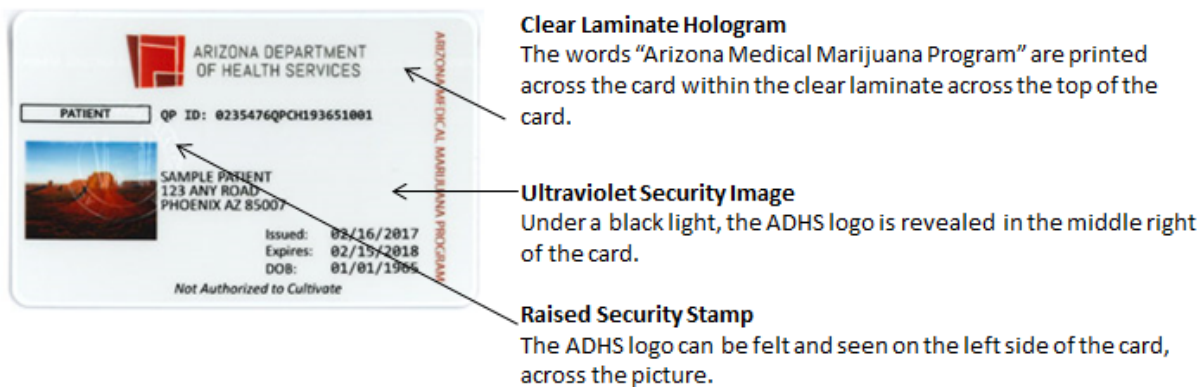 ARIZONA DEPARTMENT
OF HEALTH SERVICES
PATIENT
QP ID: 0235476QPCH193651001
SAMPLE PATIENT
123 ANY ROAD
PHOENIX AZ 85007
Issued: 02/16/2017
Expires: 02/15/2018
DOB: 01/01/1965
Not Authorized to Cultivate
ARIZONA MEDICAL MARIJUANA PROGRAM
Clear Laminate Hologram
The words “Arizona Medical Marijuana Program” are printed
across the card within the clear laminate across the top of the
card.
Ultraviolet Security Image
Under a black light, the ADHS logo is revealed in the middle right
of the card.
Raised Security Stamp
The ADHS logo can be felt and seen on the left side of the card,
across the picture.